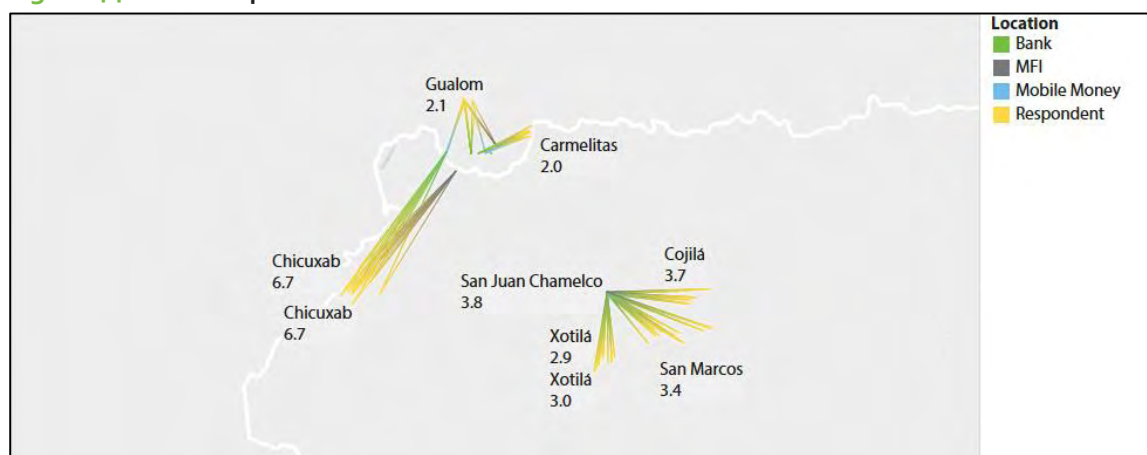 Location
Bank
MFI
Mobile Money
Respondent
Gualom
2.1
Carmelitas
2.0
Chicuxab
6.7
Chicuxab
6.7
San Juan Chamelco
3.8
Cojilá
3.7
Xotilá
2.9
Xotilá
3.0
San Marcos
3.4